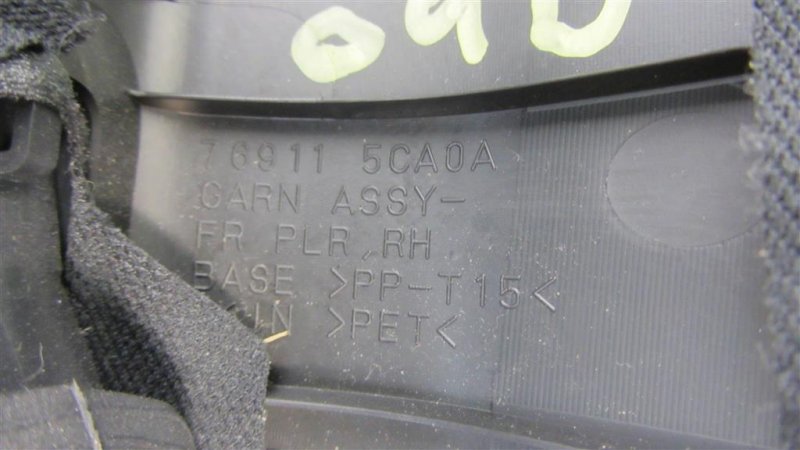 76911 5CA0A
GARN ASSY-
FR PLR,RH
BASE >PP-T15<
>PET<